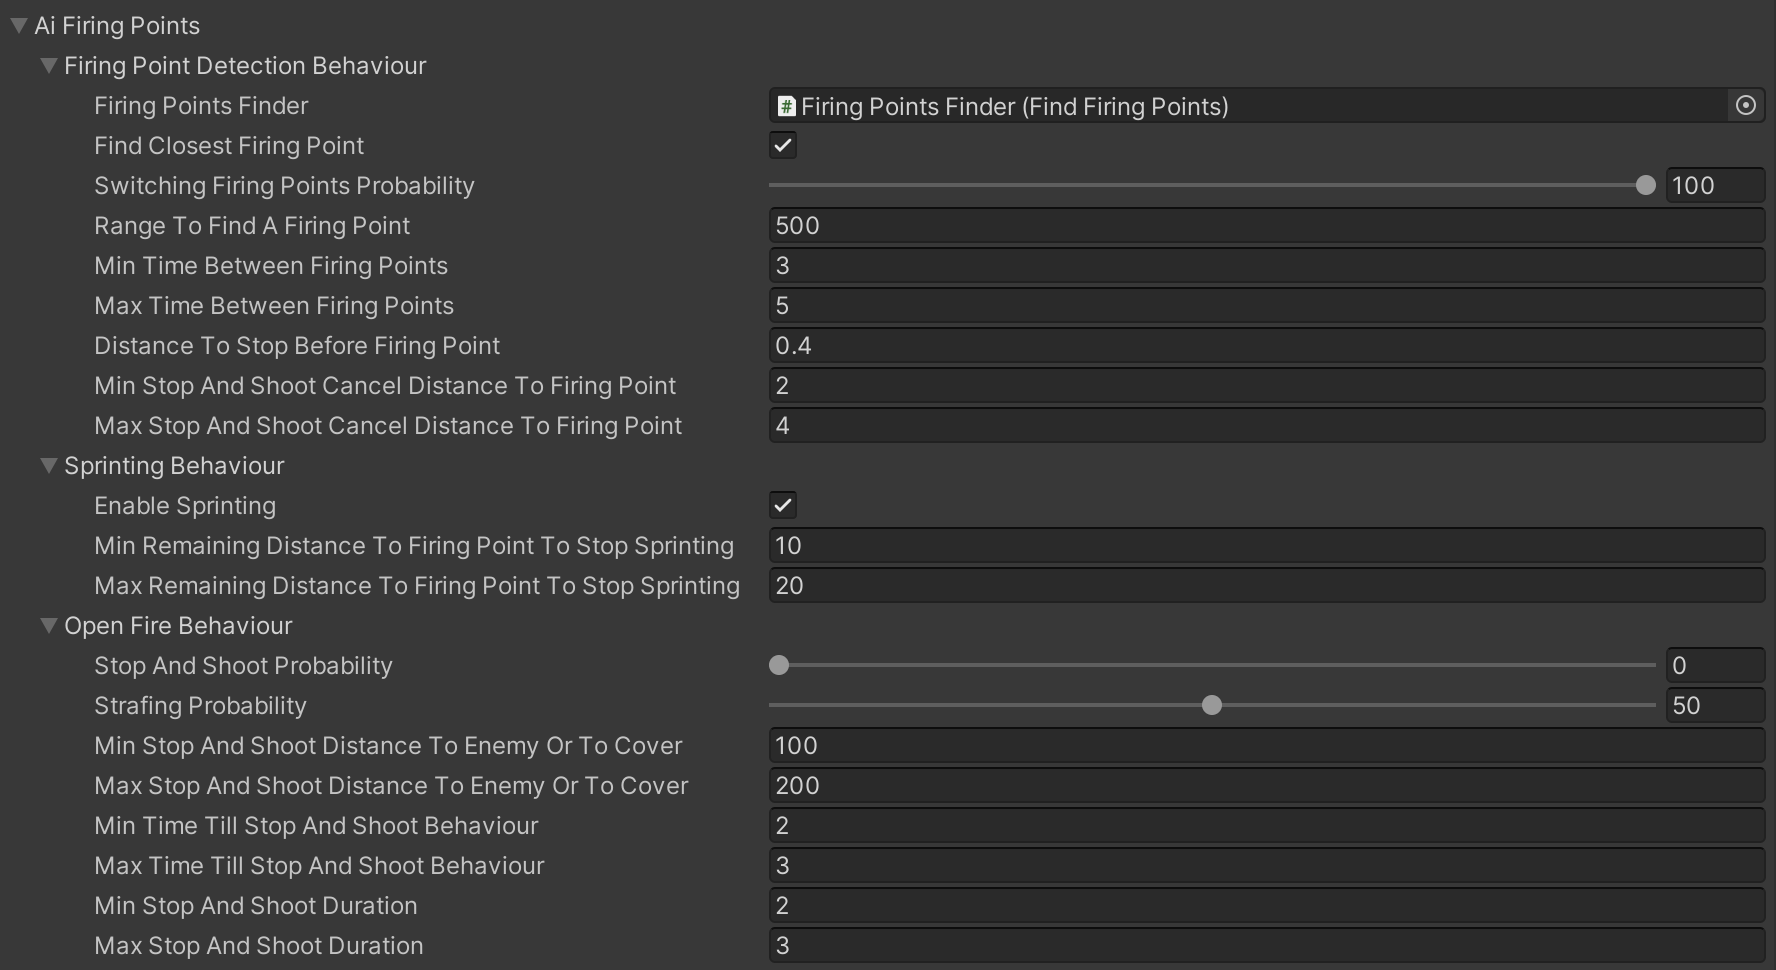 Ai Firing Points
Firing Point Detection Behaviour
Firing Points Finder # Firing Points Finder (Find Firing Points)
Find Closest Firing Point
Switching Firing Points Probability 100
Range To Find A Firing Point 500
Min Time Between Firing Points 3
Max Time Between Firing Points 5
Distance To Stop Before Firing Point 0.4
Min Stop And Shoot Cancel Distance To Firing Point 2
Max Stop And Shoot Cancel Distance To Firing Point 4
Sprinting Behaviour
Enable Sprinting
Min Remaining Distance To Firing Point To Stop Sprinting 10
Max Remaining Distance To Firing Point To Stop Sprinting 20
Open Fire Behaviour
Stop And Shoot Probability 0
Strafing Probability 50
Min Stop And Shoot Distance To Enemy Or To Cover 100
Max Stop And Shoot Distance To Enemy Or To Cover 200
Min Time Till Stop And Shoot Behaviour 2
Max Time Till Stop And Shoot Behaviour 3
Min Stop And Shoot Duration 2
Max Stop And Shoot Duration 3